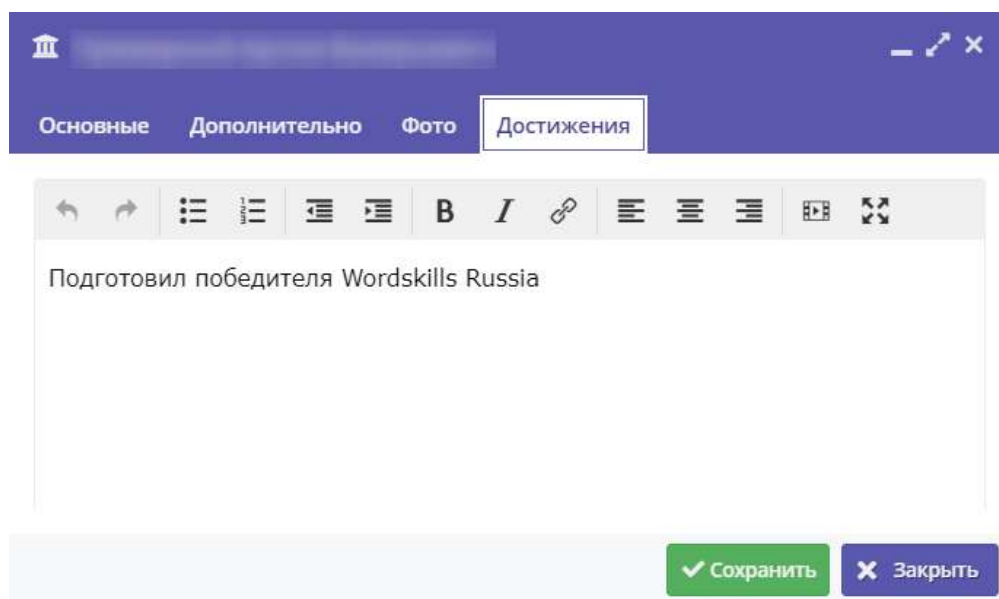 Основные Дополнительно Фото Достижения
Подготовил победителя Wordskills Russia
Сохранить Закрыть